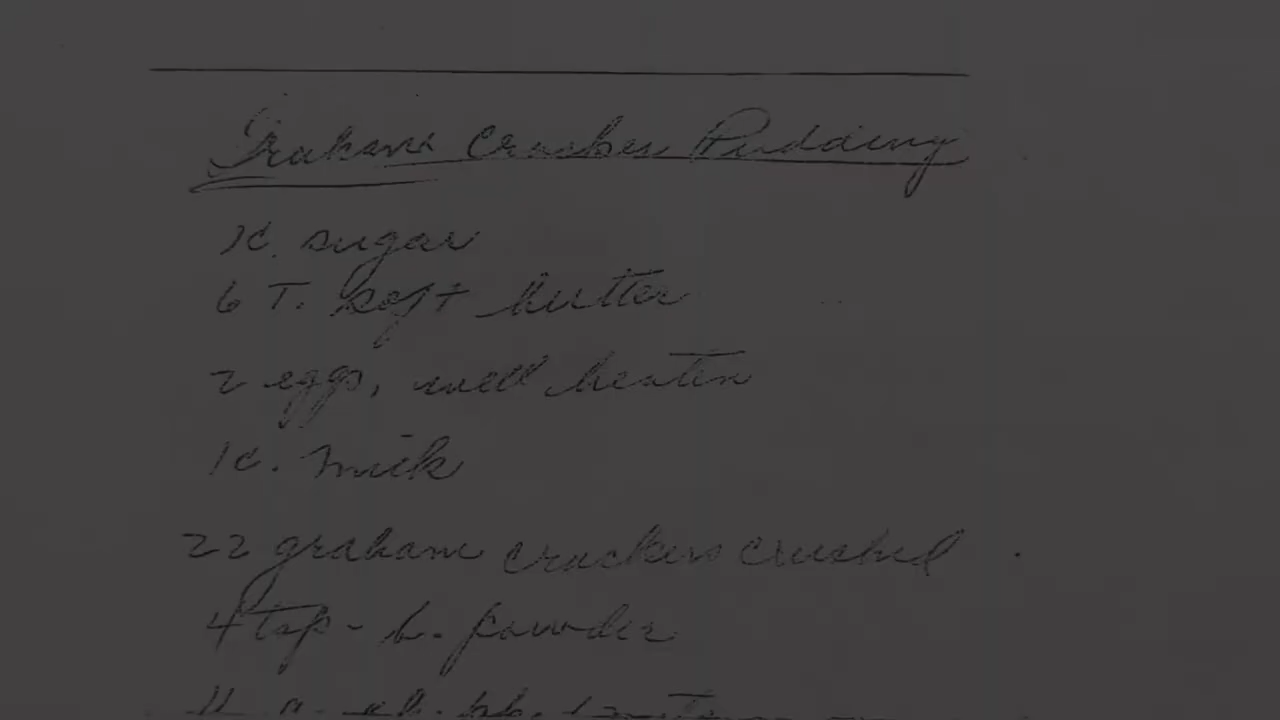 Graham Cracker Pudding
1c. sugar
6 T. soft butter
2 eggs, well beaten
1c. milk
22 graham crackers crushed
4 tsp - b. powder